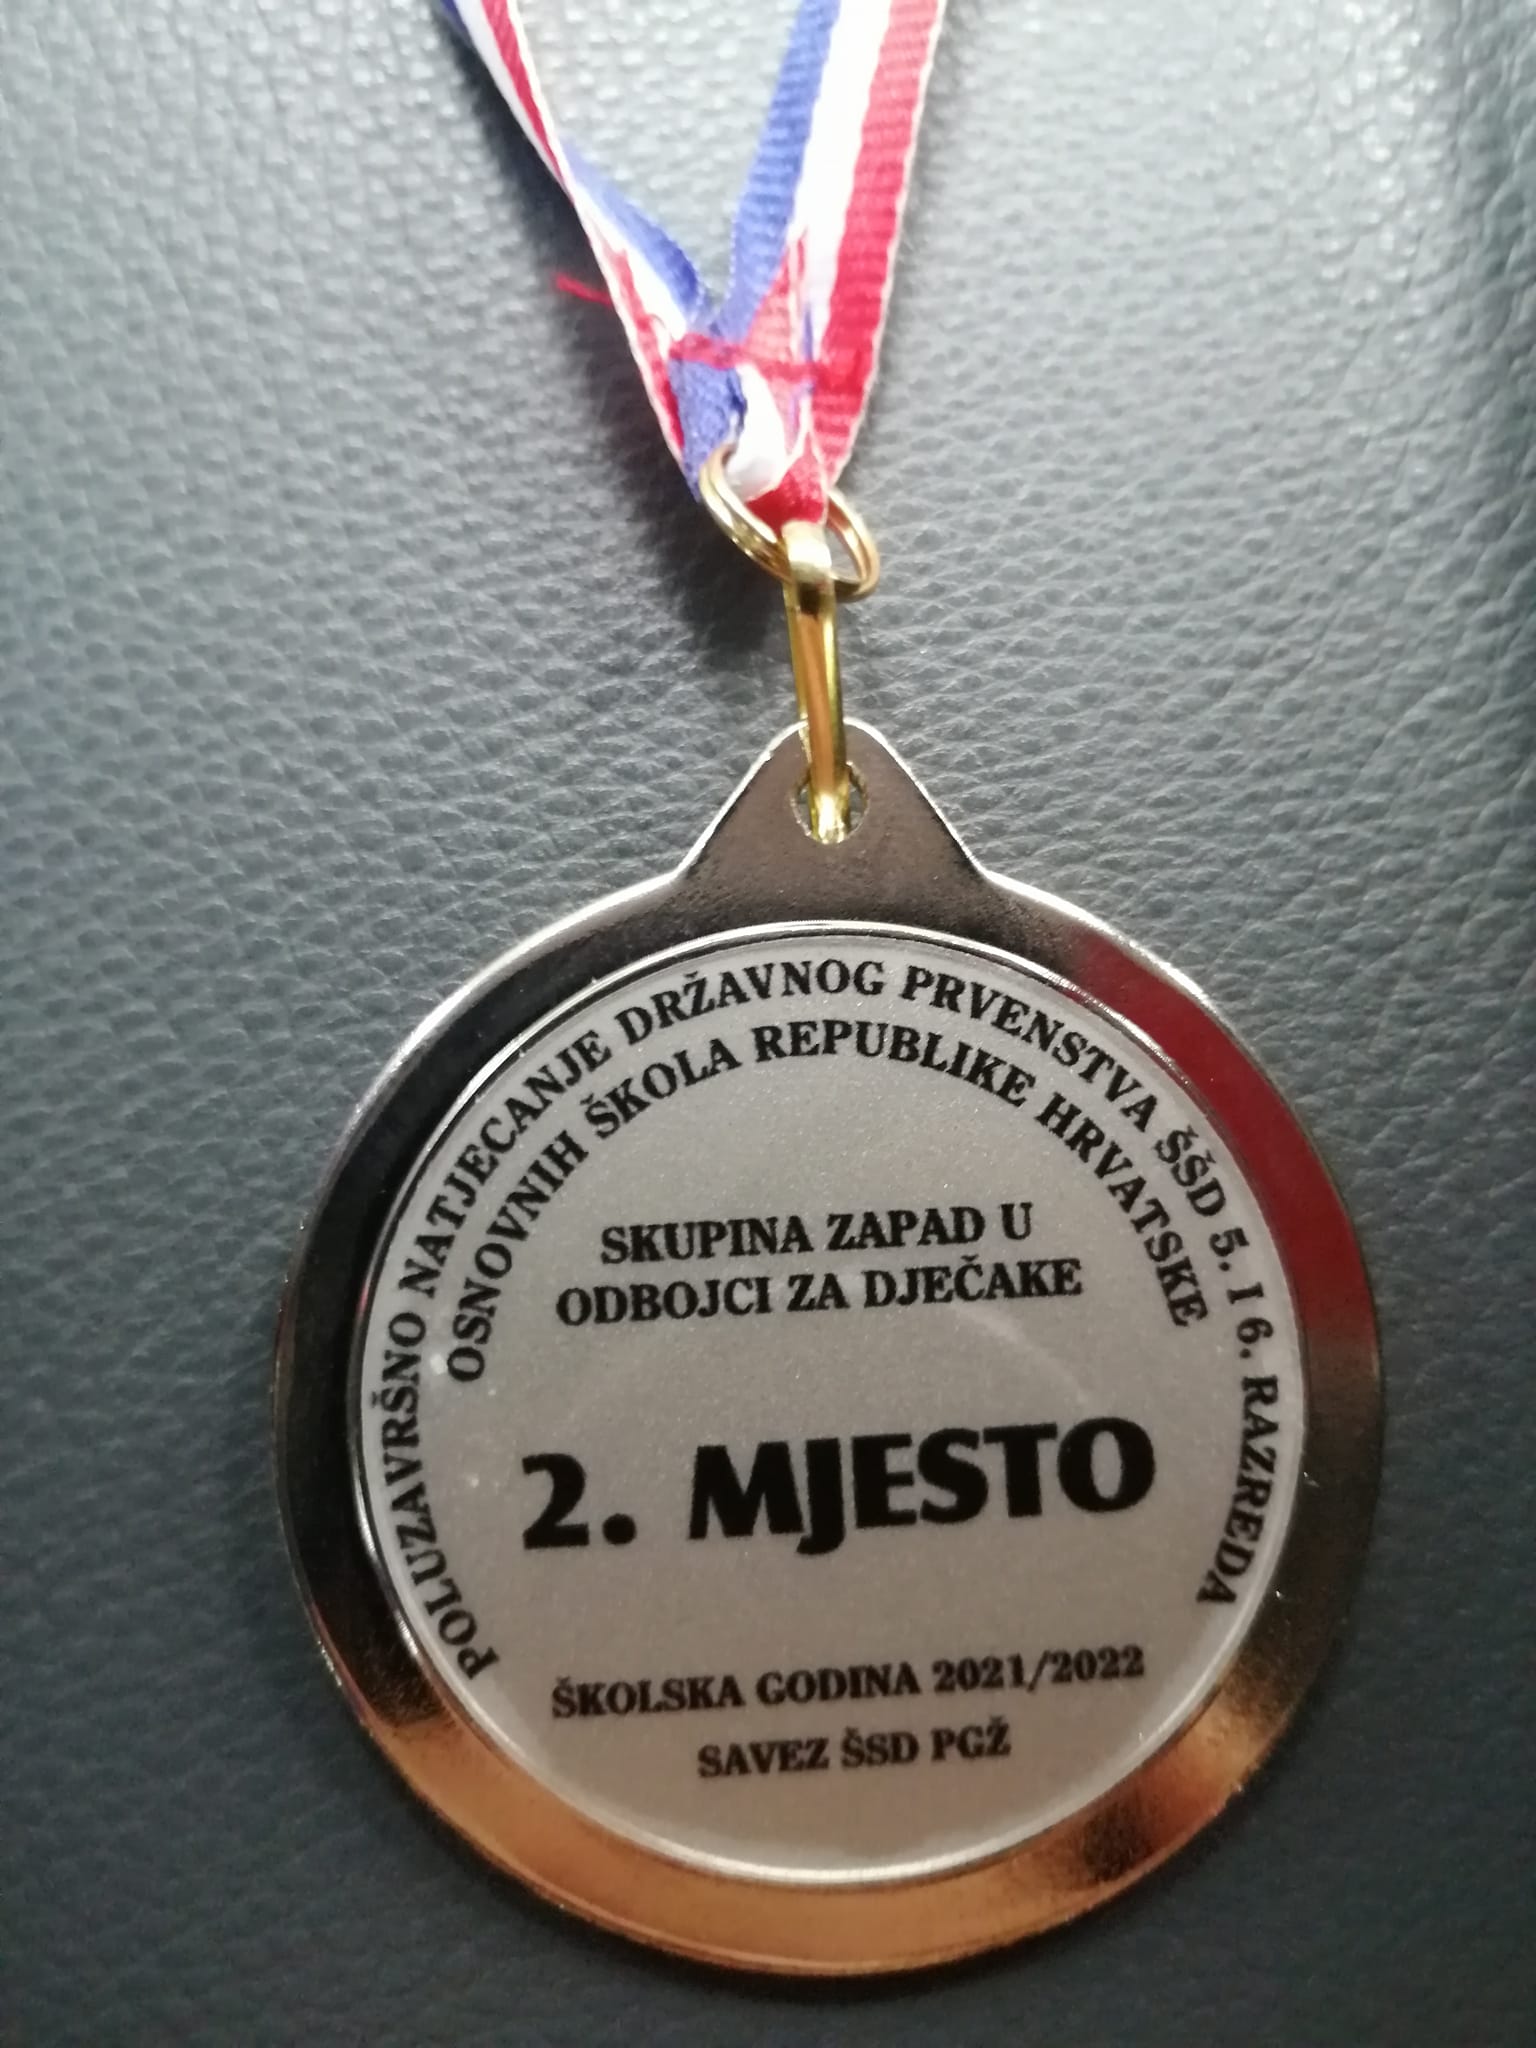 POLUZAVRŠNO NATJECANJE DRŽAVNOG PRVENSTVA ŠŠD 5. I 6. RAZREDA
OSNOVNIH ŠKOLA REPUBLIKE HRVATSKE
SKUPINA ZAPAD U
ODBOJCI ZA DJEČAKE
2. MJESTO
ŠKOLSKA GODINA 2021/2022
SAVEZ ŠSD PGŽ